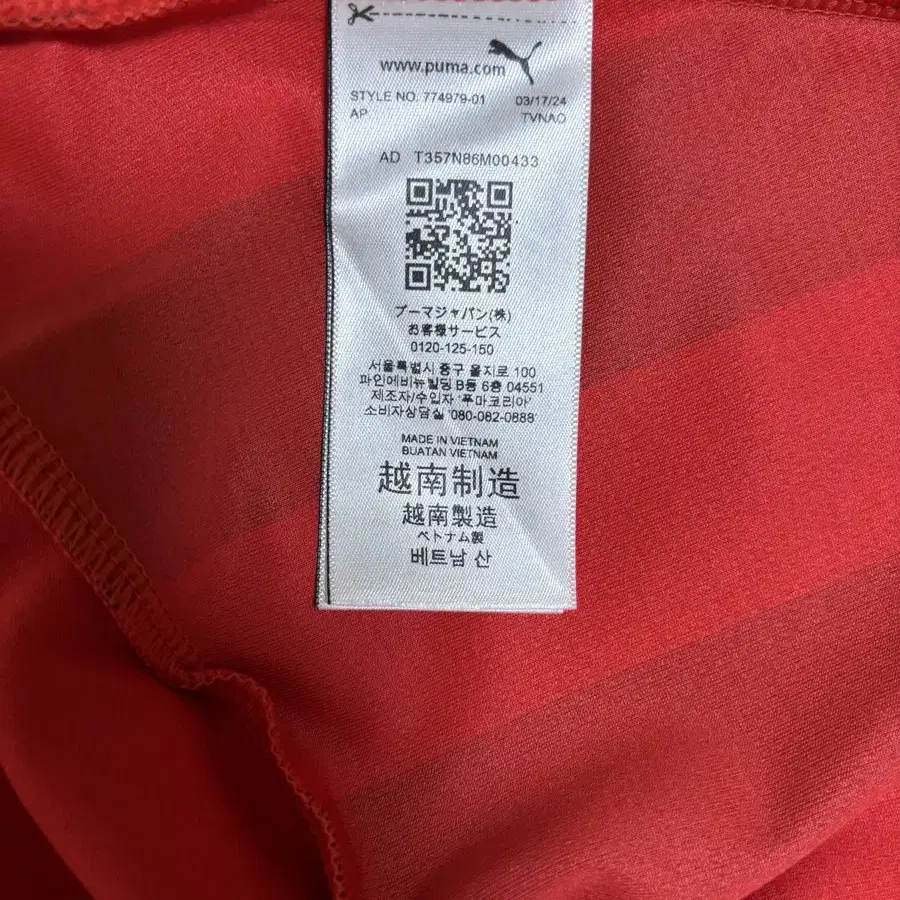 www.puma.com
STYLE NO. 774979-01 03/17/24
AP TVNAO
AD T357N86M00433
プーマジャパン(株)
お客様サービス
0120-125-150
서울특별시 중구 을지로 100
파인에비뉴빌딩 B동 6층 04551
제조자/수입자 '푸마코리아'
소비자상담실 '080-082-0888'
MADE IN VIETNAM
BUATAN VIETNAM
越南制造
越南製造
ベトナム製
베트남 산